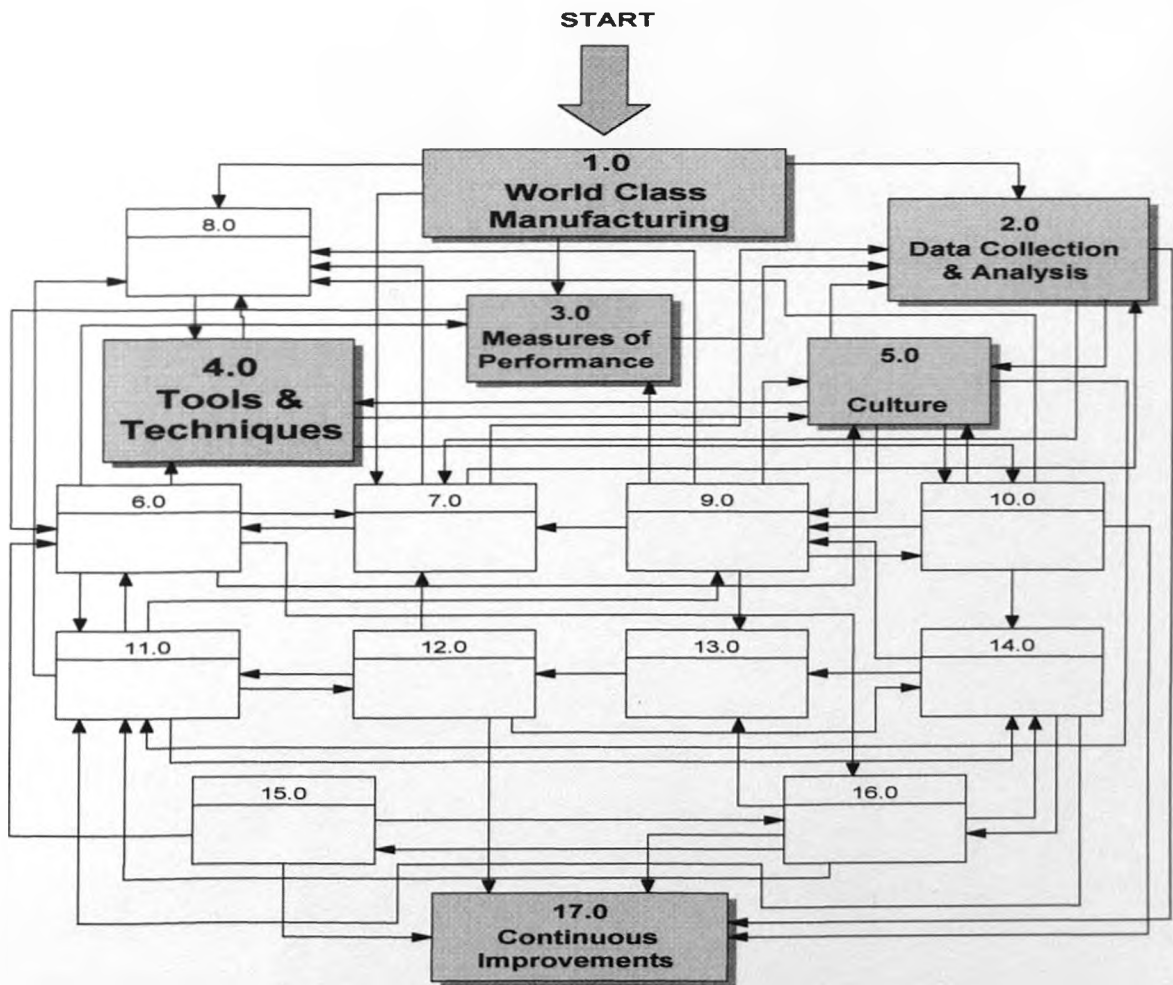 START
1.0
World Class
Manufacturing
8.0
2.0
Data Collection
& Analysis
3.0
Measures of
Performance
4.0
Tools &
Techniques
5.0
Culture
6.0
7.0
9.0
10.0
11.0
12.0
13.0
14.0
15.0
16.0
17.0
Continuous
Improvements